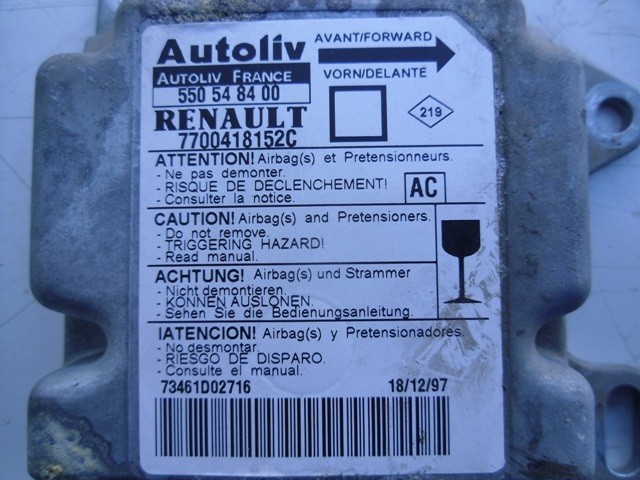 Autoliv
AVANT/FORWARD
AUTOLIV FRANCE
VORN/DELANTE
550 54 84 00
RENAULT
219
7700418152C
ATTENTION! Airbag(s) et Pretensionneurs.
- Ne pas demonter.
- RISQUE DE DECLENCHEMENT!
- Consulter la notice.
AC
CAUTION! Airbag(s) and Pretensioners.
- Do not remove.
- TRIGGERING HAZARD!
- Read manual.
ACHTUNG! Airbag(s) und Strammer
- Nicht demontieren.
- KONNEN AUSLONEN.
- Sehen Sie die Bedienungsanleitung.
IATENCION! Airbag(s) y Pretensionadores.
- No desmontar.
- RIESGO DE DISPARO.
- Consulte el manual.
73461D02716
18/12/97